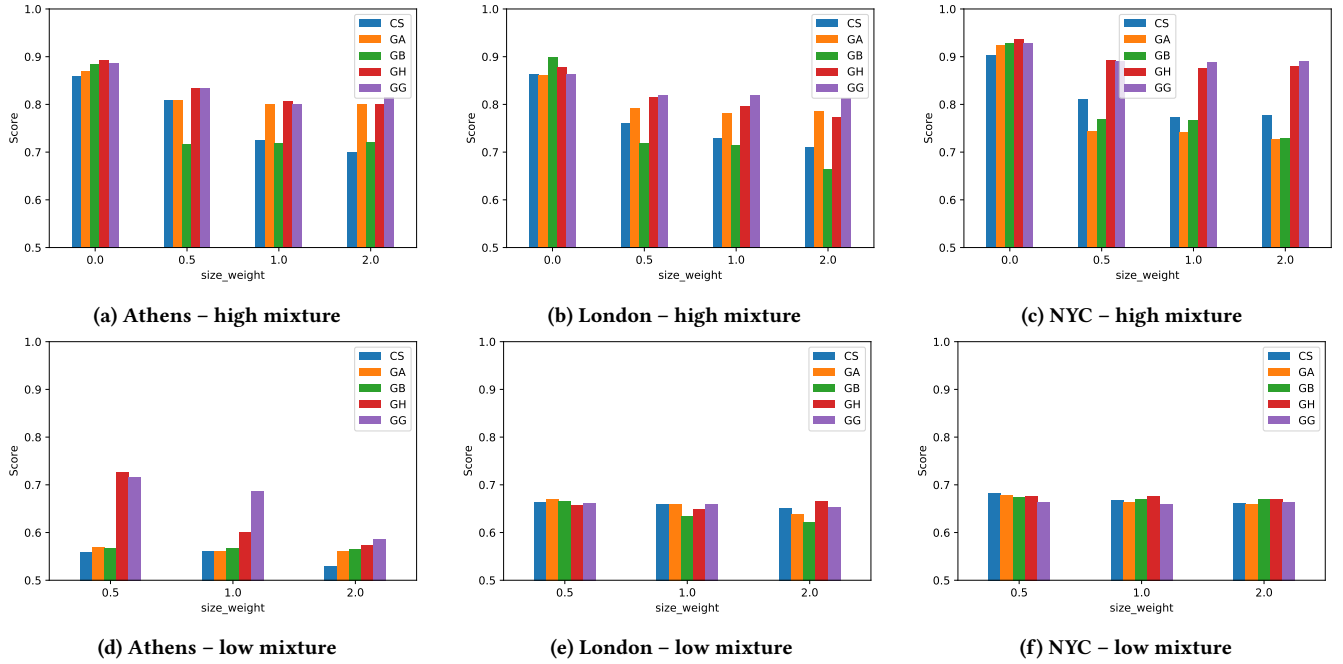 1.0
0.9
0.8
0.7
0.6
0.5
Score
0.0
0.5
1.0
2.0
size_weight
CS
GA
GB
GH
GG
(a) Athens – high mixture
1.0
0.9
0.8
0.7
0.6
0.5
Score
0.0
0.5
1.0
2.0
size_weight
CS
GA
GB
GH
GG
(b) London – high mixture
1.0
0.9
0.8
0.7
0.6
0.5
Score
0.0
0.5
1.0
2.0
size_weight
CS
GA
GB
GH
GG
(c) NYC – high mixture
1.0
0.9
0.8
0.7
0.6
0.5
Score
0.5
1.0
2.0
size_weight
CS
GA
GB
GH
GG
(d) Athens – low mixture
1.0
0.9
0.8
0.7
0.6
0.5
Score
0.5
1.0
2.0
size_weight
CS
GA
GB
GH
GG
(e) London – low mixture
1.0
0.9
0.8
0.7
0.6
0.5
Score
0.5
1.0
2.0
size_weight
CS
GA
GB
GH
GG
(f) NYC – low mixture